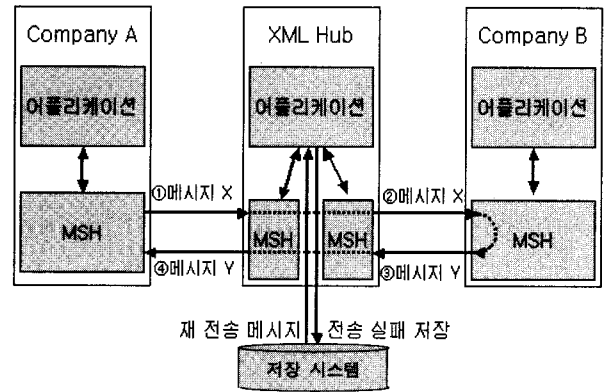 Company A
XML Hub
Company B
어플리케이션
어플리케이션
어플리케이션
①메시지 X
②메시지 X
MSH
MSH
MSH
MSH
④메시지 Y
③메시지 Y
재 전송 메시지
전송 실패 저장
저장 시스템